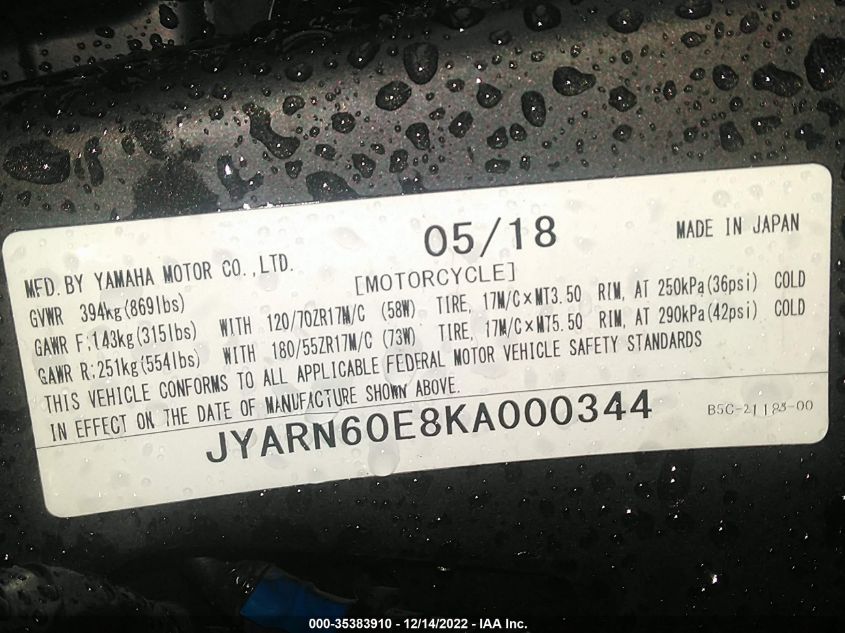 05/18
MADE IN JAPAN
MFD. BY YAMAHA MOTOR CO.,LTD.
[MOTORCYCLE]
GVWR 394kg(869lbs)
GAWR F:143kg(315lbs) WITH 120/70ZR17M/C (58W) TIRE, 17M/C×MT3.50 RIM, AT 250kPa(36psi) COLD
GAWR R:251kg(554lbs) WITH 180/55ZR17M/C (73W) TIRE, 17M/C×MT5.50 RIM, AT 290kPa(42psi) COLD
THIS VEHICLE CONFORMS TO ALL APPLICABLE FEDERAL MOTOR VEHICLE SAFETY STANDARDS
IN EFFECT ON THE DATE OF MANUFACTURE SHOWN ABOVE.
JYARN60E8KA000344
B5C-21183-00
000-35383910 - 12/14/2022 - IAA Inc.